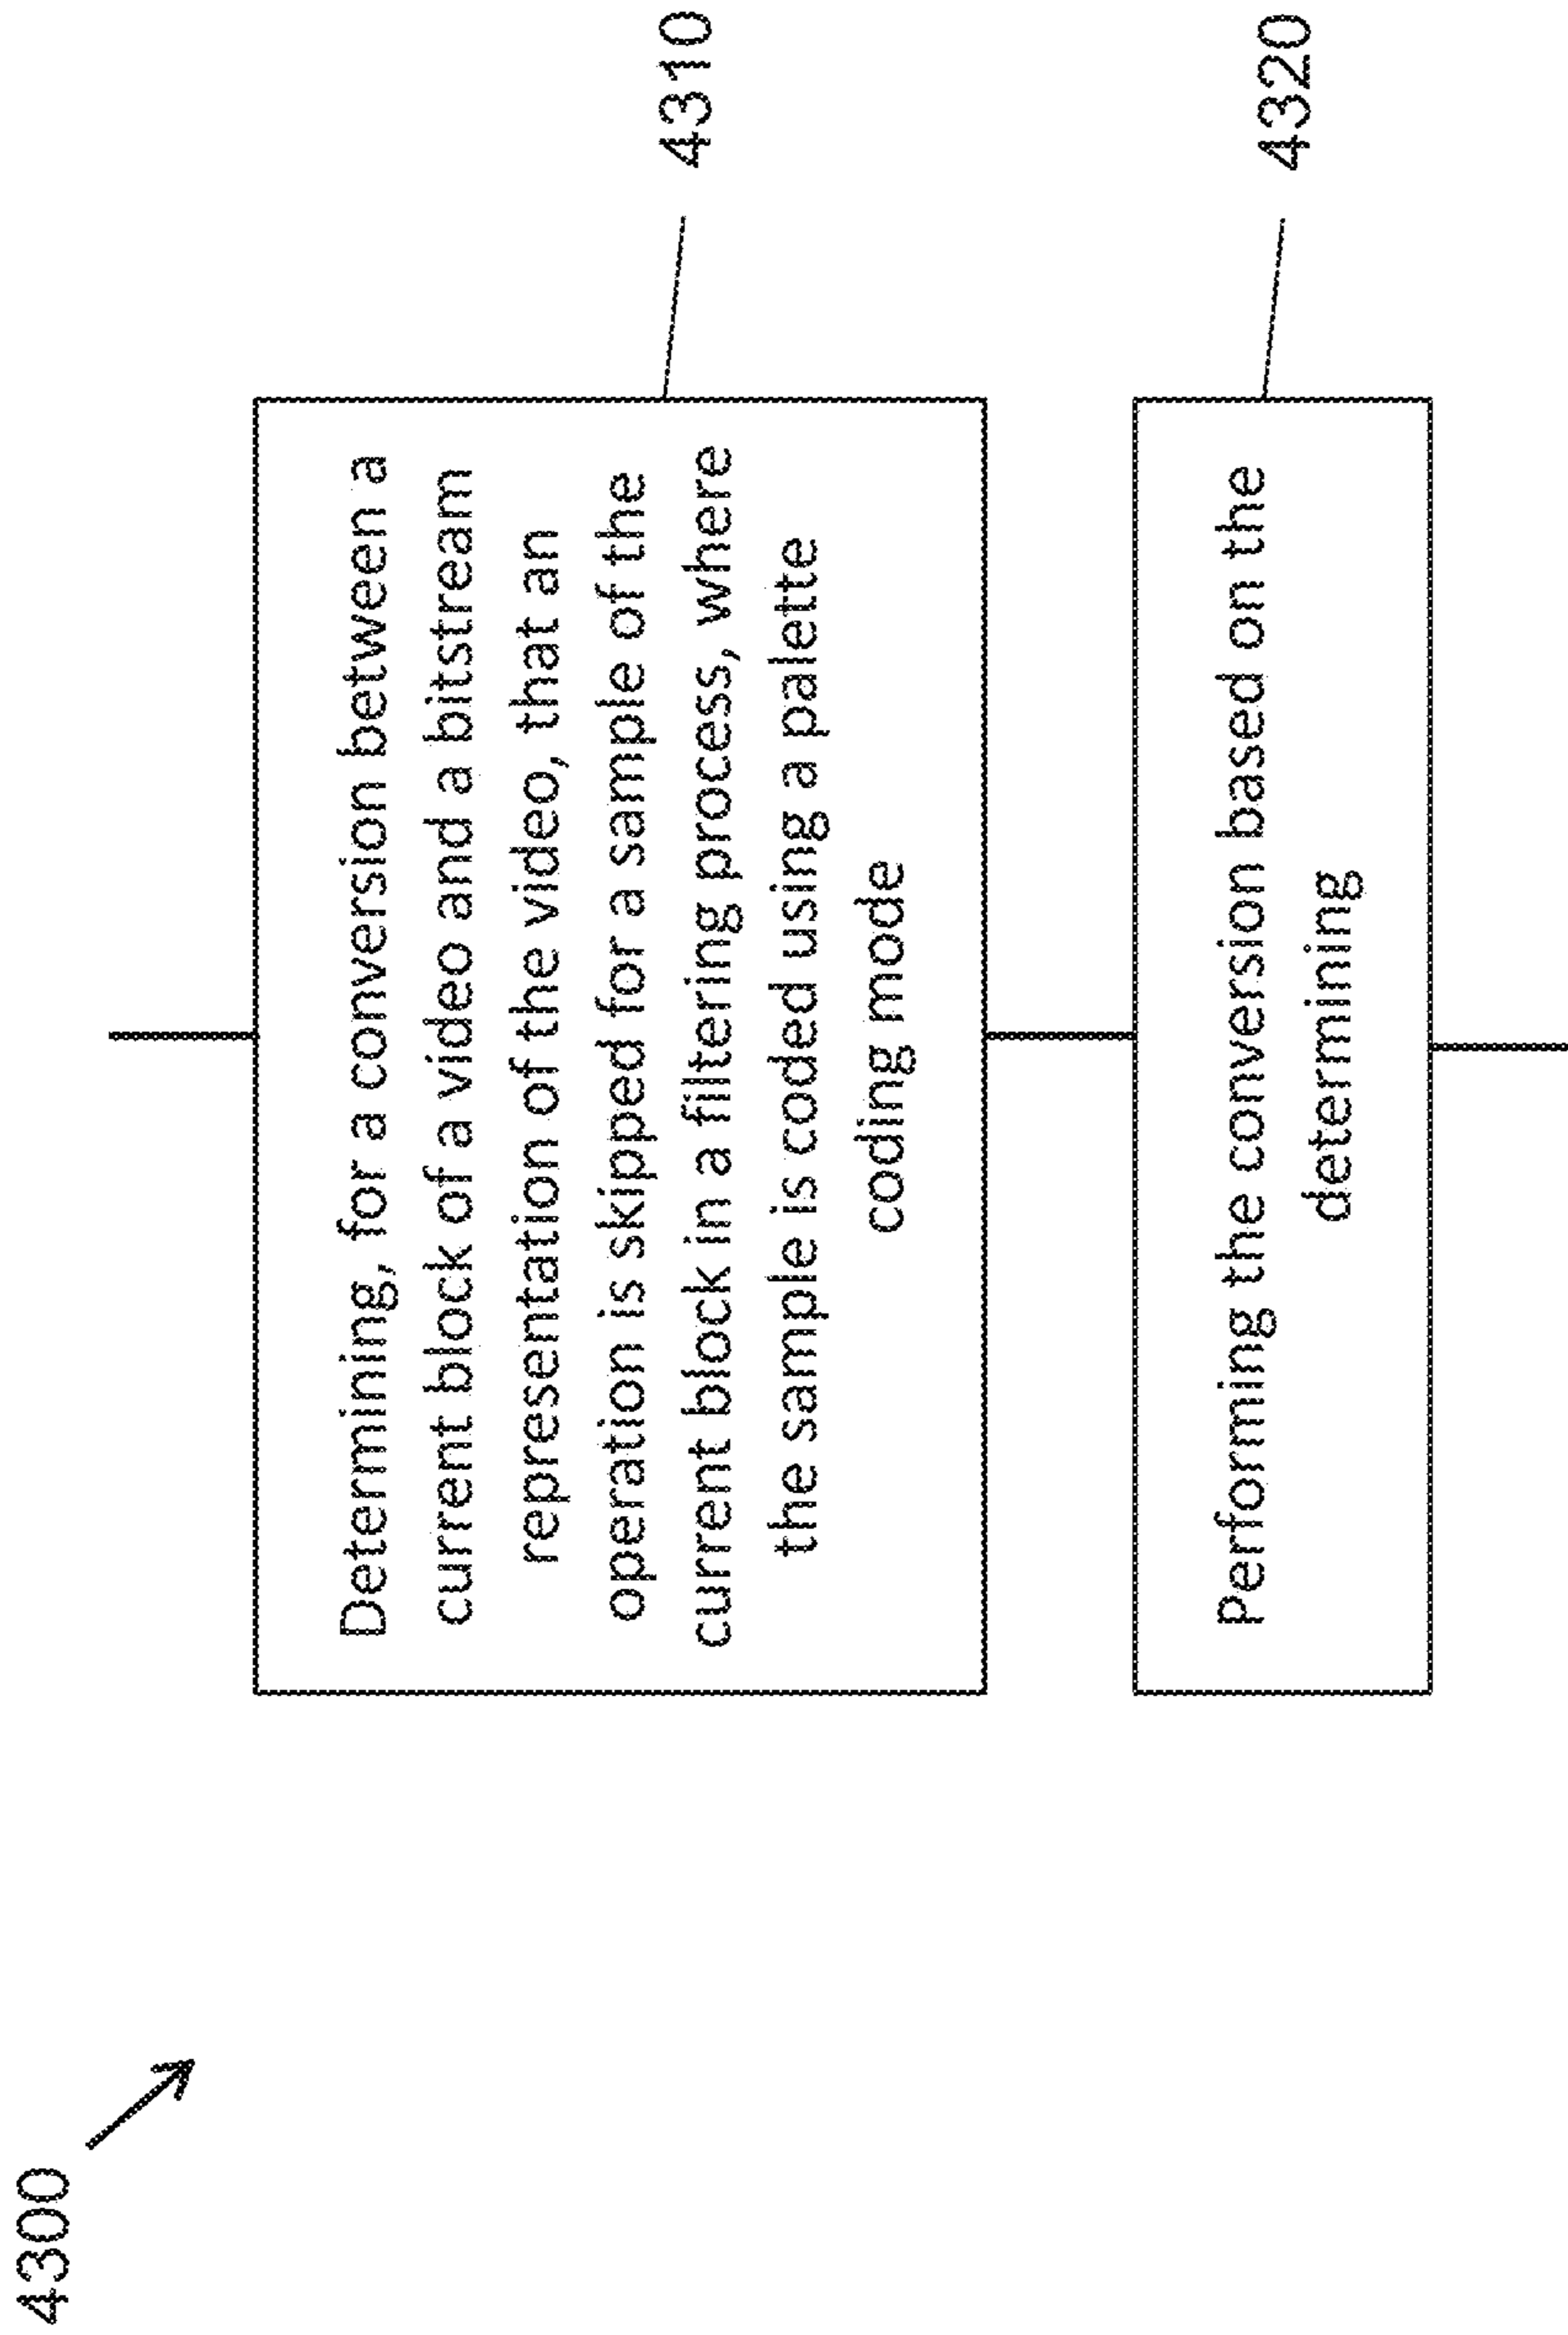 4300
Determining, for a conversion between a
current block of a video and a bitstream
representation of the video, that an
operation is skipped for a sample of the
current block in a filtering process, where
the sample is coded using a palette
coding mode
4310
Performing the conversion based on the
determining
4320